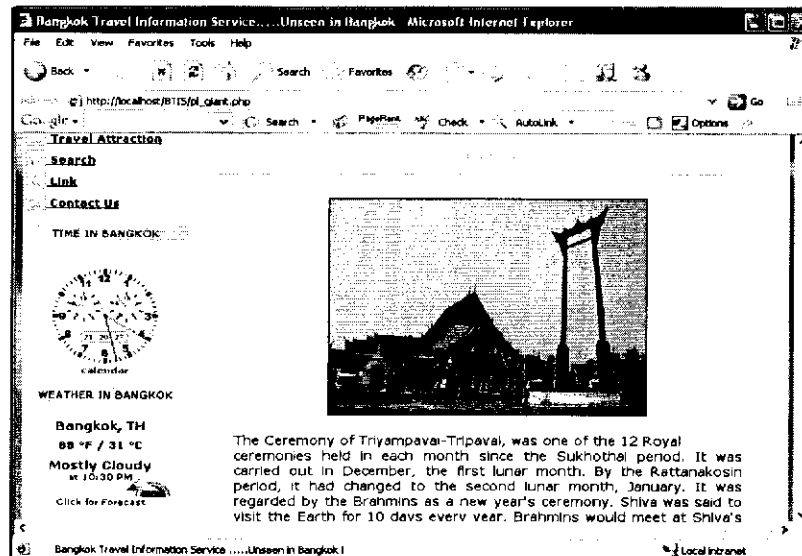 Bangkok Travel Information Service.....Unseen in Bangkok - Microsoft Internet Explorer
File Edit View Favorites Tools Help
Back Search Favorites
http://localhost/BTIS/pl_giant.php Go
Google Search PageRank Check AutoLink Options
Travel Attraction
Search
Link
Contact Us
TIME IN BANGKOK
calendar
WEATHER IN BANGKOK
Bangkok, TH
88 °F / 31 °C
Mostly Cloudy
at 10:30 PM
Click for Forecast
The Ceremony of Triyampavai-Tripavai, was one of the 12 Royal
ceremonies held in each month since the Sukhothai period. It was
carried out in December, the first lunar month. By the Rattanakosin
period, it had changed to the second lunar month, January. It was
regarded by the Brahmins as a new year's ceremony. Shiva was said to
visit the Earth for 10 days every year. Brahmins would meet at Shiva's
Bangkok Travel Information Service .....Unseen in Bangkok !
Local intranet